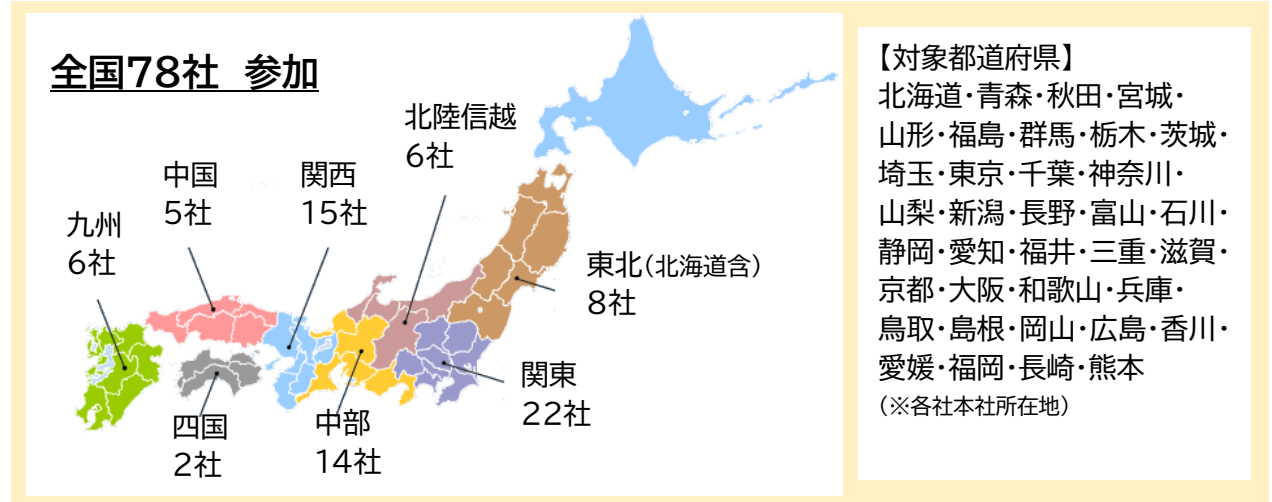 全国78社 参加
北陸信越
6社
中国
5社
関西
15社
九州
6社
東北(北海道含)
8社
関東
22社
四国
2社
中部
14社
【対象都道府県】
北海道・青森・秋田・宮城・
山形・福島・群馬・栃木・茨城・
埼玉・東京・千葉・神奈川・
山梨・新潟・長野・富山・石川・
静岡・愛知・福井・三重・滋賀・
京都・大阪・和歌山・兵庫・
鳥取・島根・岡山・広島・香川・
愛媛・福岡・長崎・熊本
(※各社本社所在地)